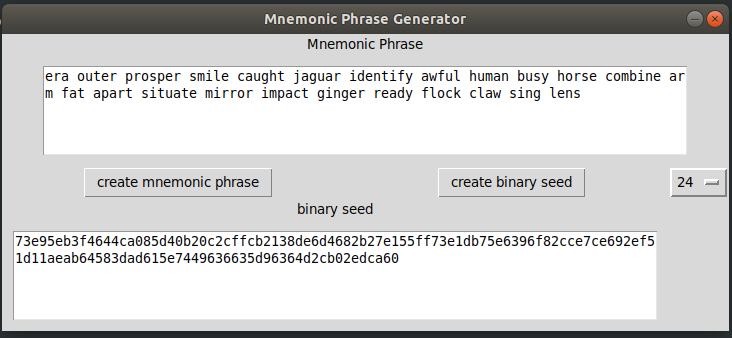 Mnemonic Phrase Generator
Mnemonic Phrase
era outer prosper smile caught jaguar identify awful human busy horse combine ar
m fat apart situate mirror impact ginger ready flock claw sing lens
create mnemonic phrase create binary seed 24
binary seed
73e95eb3f4644ca085d40b20c2cffcb2138de6d4682b27e155ff73e1db75e6396f82cce7ce692ef5
1d11aeab64583dad615e7449636635d96364d2cb02edca60